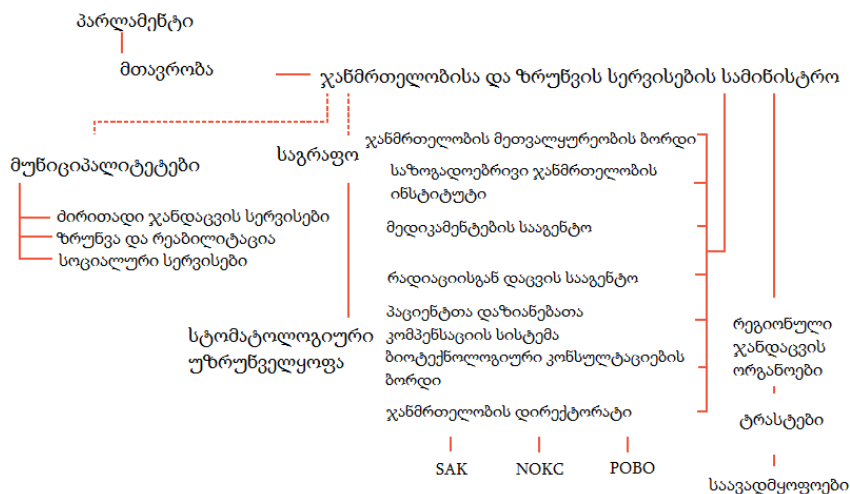 პარლამენტი
მთავრობა
ჯანმრთელობისა და ზრუნვის სერვისების სამინისტრო
მუნიციპალიტეტები
ძირითადი ჯანდაცვის სერვისები
ზრუნვა და რეაბილიტაცია
სოციალური სერვისები
საგრაფო
სტომატოლოგიური
უზრუნველყოფა
ჯანმრთელობის მეთვალყურეობის ბორდი
საზოგადოებრივი ჯანმრთელობის
ინსტიტუტი
მედიკამენტების სააგენტო
რადიაციისგან დაცვის სააგენტო
პაციენტთა დაზიანებათა
კომპენსაციის სისტემა
ბიოტექნოლოგიური კონსულტაციების
ბორდი
ჯანმრთელობის დირექტორატი
SAK
NOKC
POBO
რეგიონული
ჯანდაცვის
ორგანოები
ტრასტები
საავადმყოფოები